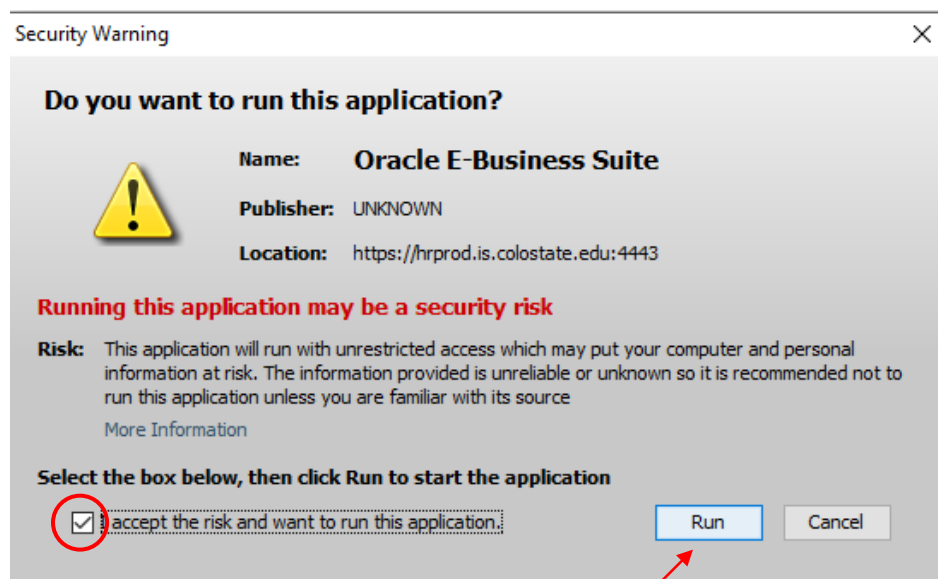 Security Warning
Do you want to run this application?
Name: Oracle E-Business Suite
Publisher: UNKNOWN
Location: https://hrprod.is.colostate.edu:4443
Running this application may be a security risk
Risk: This application will run with unrestricted access which may put your computer and personal
information at risk. The information provided is unreliable or unknown so it is recommended not to
run this application unless you are familiar with its source
More Information
Select the box below, then click Run to start the application
I accept the risk and want to run this application.
Run
Cancel